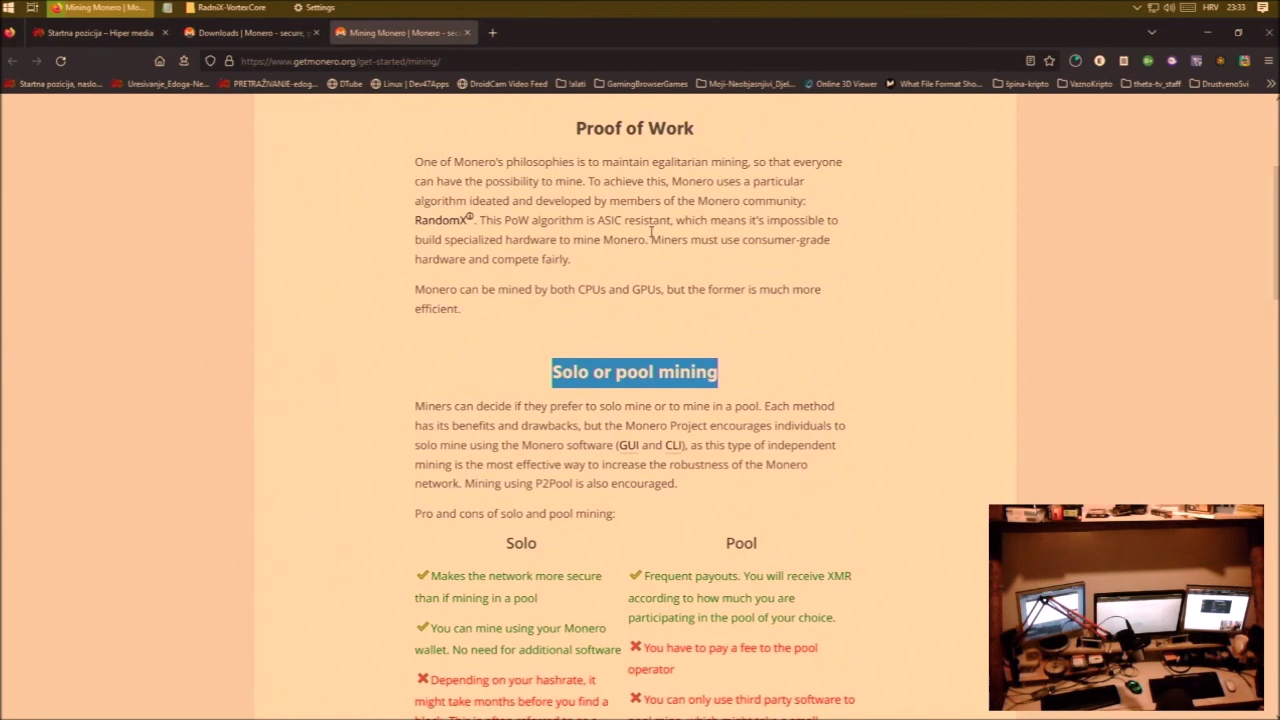 Mining Monero | Mo...
RadniX-VortexCore
Settings
HRV
23:33
Startna pozicija – Hiper media
Downloads | Monero - secure, p
Mining Monero | Monero - sec
https://www.getmonero.org/get-started/mining/
Startna pozicija, naslo...
Uresivanje_Edoga-Ne...
PRETRAŽIVANJE-edog...
DTube
Linux | Dev47Apps
DroidCam Video Feed
!alati
GamingBrowserGames
Moji-Neobjasnjivi_Djel...
Online 3D Viewer
What File Format Sho...
špina-kripto
VaznoKripto
theta-tv_staff
DrustvenoSvi
Proof of Work
One of Monero's philosophies is to maintain egalitarian mining, so that everyone
can have the possibility to mine. To achieve this, Monero uses a particular
algorithm ideated and developed by members of the Monero community:
RandomX. This PoW algorithm is ASIC resistant, which means it's impossible to
build specialized hardware to mine Monero. Miners must use consumer-grade
hardware and compete fairly.
Monero can be mined by both CPUs and GPUs, but the former is much more
efficient.
Solo or pool mining
Miners can decide if they prefer to solo mine or to mine in a pool. Each method
has its benefits and drawbacks, but the Monero Project encourages individuals to
solo mine using the Monero software (GUI and CLI), as this type of independent
mining is the most effective way to increase the robustness of the Monero
network. Mining using P2Pool is also encouraged.
Pro and cons of solo and pool mining:
Solo
Makes the network more secure
than if mining in a pool
You can mine using your Monero
wallet. No need for additional software
Depending on your hashrate, it
might take months before you find a
Pool
Frequent payouts. You will receive XMR
according to how much you are
participating in the pool of your choice.
You have to pay a fee to the pool
operator
You can only use third party software to